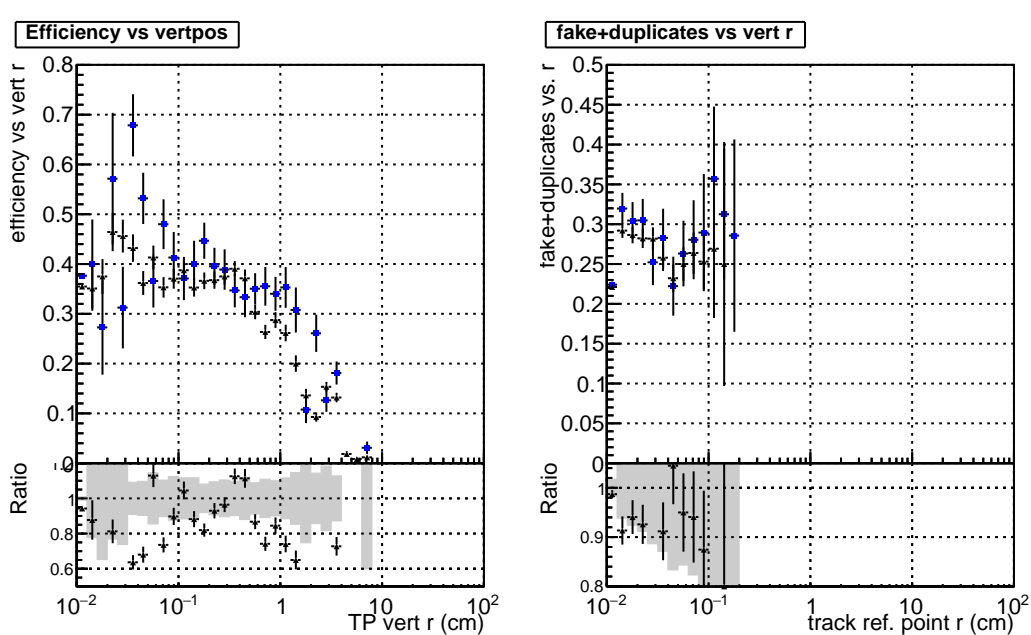 Efficiency vs vertpos
efficiency vs vert r
0.8
0.7
0.6
0.5
0.4
0.3
0.2
0.1
0
Ratio
1
0.8
0.6
10⁻² 10⁻¹ 1 10 10²
TP vert r (cm)
fake+duplicates vs vert r
fake+duplicates vs. r
0.5
0.45
0.4
0.35
0.3
0.25
0.2
0.15
0.1
0.05
0
Ratio
1
0.9
0.8
10⁻² 10⁻¹ 1 10 10²
track ref. point r (cm)